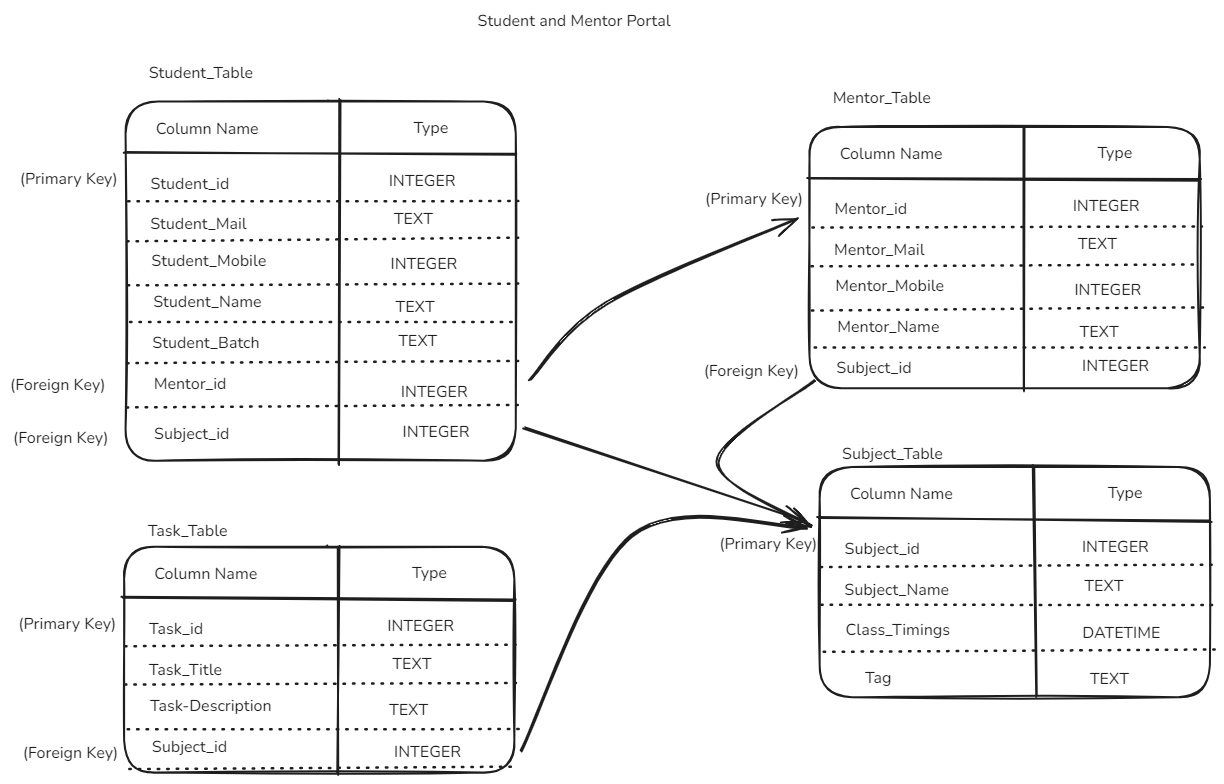 Student and Mentor Portal
Student_Table
Column Name Type
(Primary Key) Student_id INTEGER
Student_Mail TEXT
Student_Mobile INTEGER
Student_Name TEXT
Student_Batch TEXT
(Foreign Key) Mentor_id INTEGER
(Foreign Key) Subject_id INTEGER
Mentor_Table
Column Name Type
(Primary Key) Mentor_id INTEGER
Mentor_Mail TEXT
Mentor_Mobile INTEGER
Mentor_Name TEXT
(Foreign Key) Subject_id INTEGER
Task_Table
Column Name Type
(Primary Key) Task_id INTEGER
Task_Title TEXT
Task-Description TEXT
(Foreign Key) Subject_id INTEGER
Subject_Table
Column Name Type
(Primary Key) Subject_id INTEGER
Subject_Name TEXT
Class_Timings DATETIME
Tag TEXT